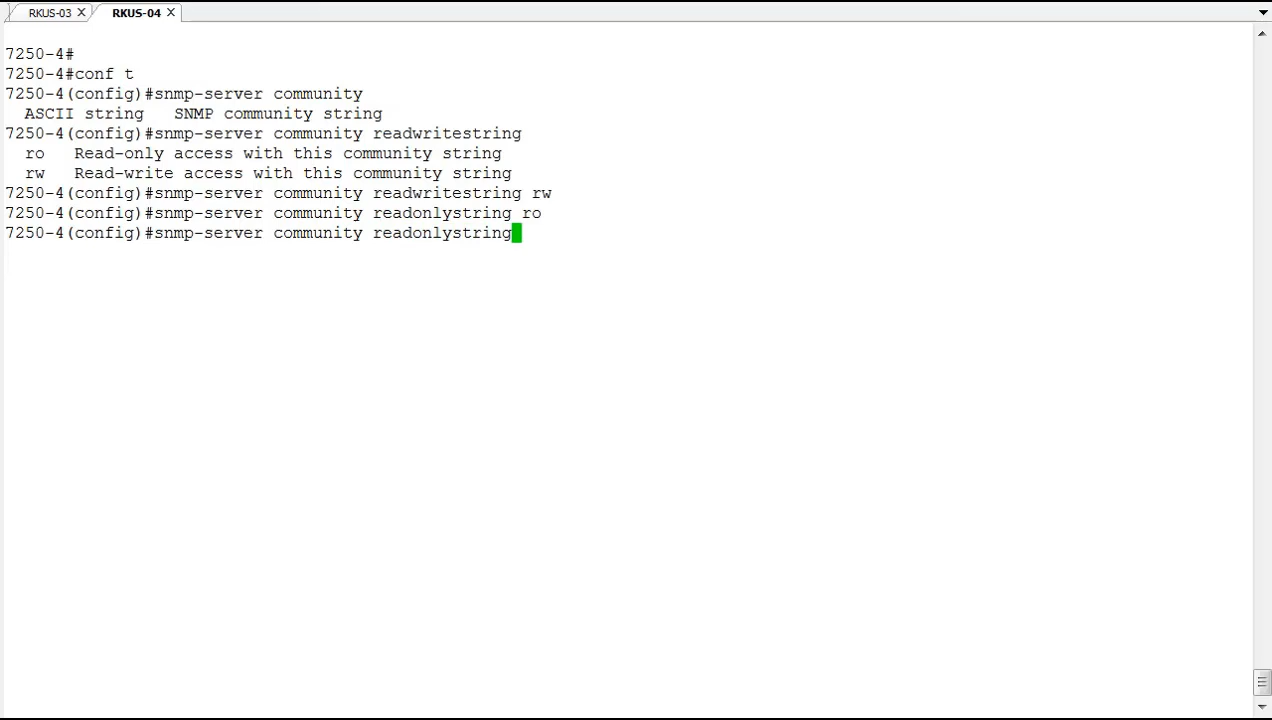 RKUS-03 X RKUS-04 X
7250-4#
7250-4#conf t
7250-4(config)#snmp-server community
ASCII string SNMP community string
7250-4(config)#snmp-server community readwritestring
ro Read-only access with this community string
rw Read-write access with this community string
7250-4(config)#snmp-server community readwritestring rw
7250-4(config)#snmp-server community readonlystring ro
7250-4(config)#snmp-server community readonlystring